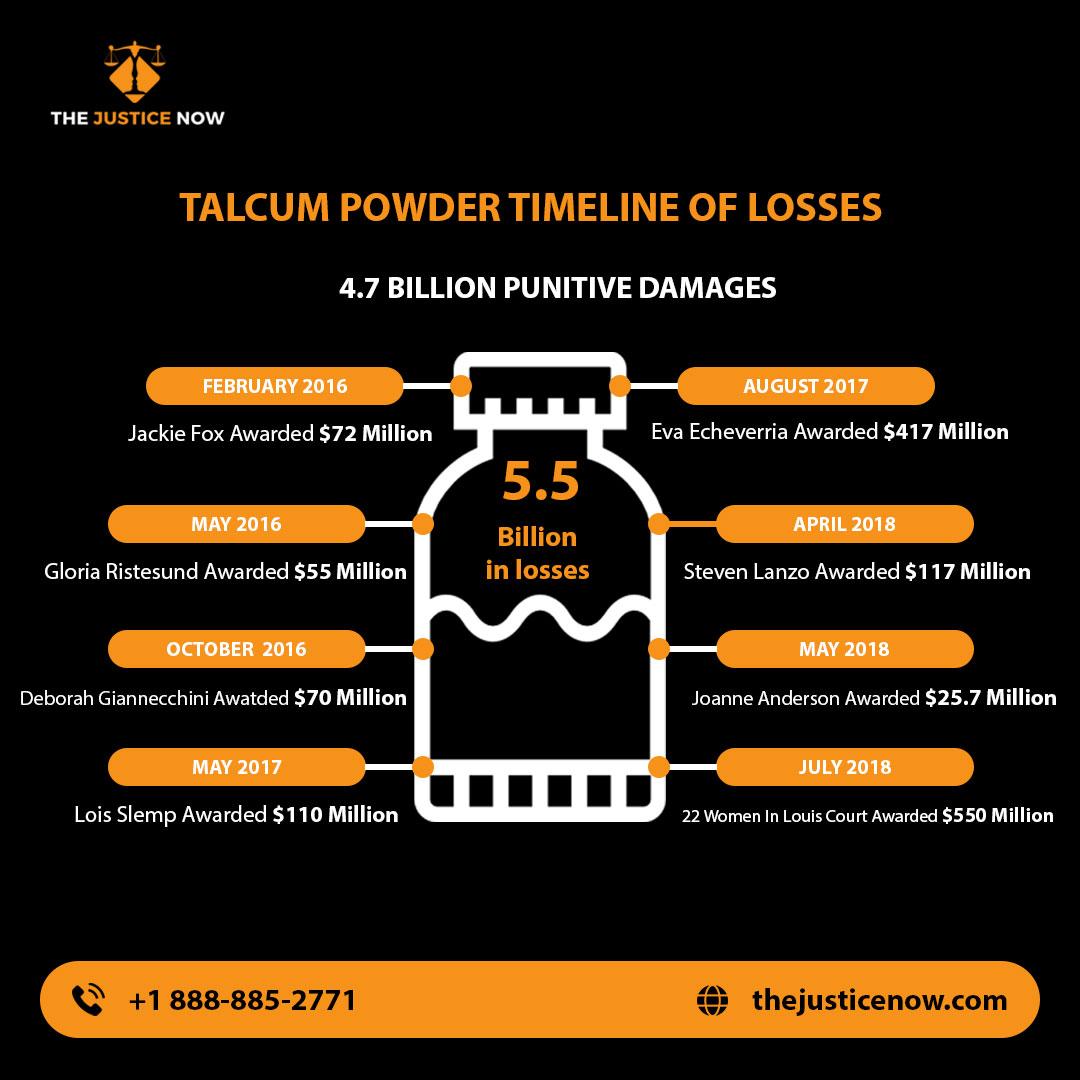 THE JUSTICE NOW
TALCUM POWDER TIMELINE OF LOSSES
4.7 BILLION PUNITIVE DAMAGES
FEBRUARY 2016
Jackie Fox Awarded $72 Million
MAY 2016
Gloria Ristesund Awarded $55 Million
OCTOBER 2016
Deborah Giannecchini Awatded $70 Million
MAY 2017
Lois Slemp Awarded $110 Million
5.5
Billion
in losses
AUGUST 2017
Eva Echeverria Awarded $417 Million
APRIL 2018
Steven Lanzo Awarded $117 Million
MAY 2018
Joanne Anderson Awarded $25.7 Million
JULY 2018
22 Women In Louis Court Awarded $550 Million
+1 888-885-2771
thejusticenow.com